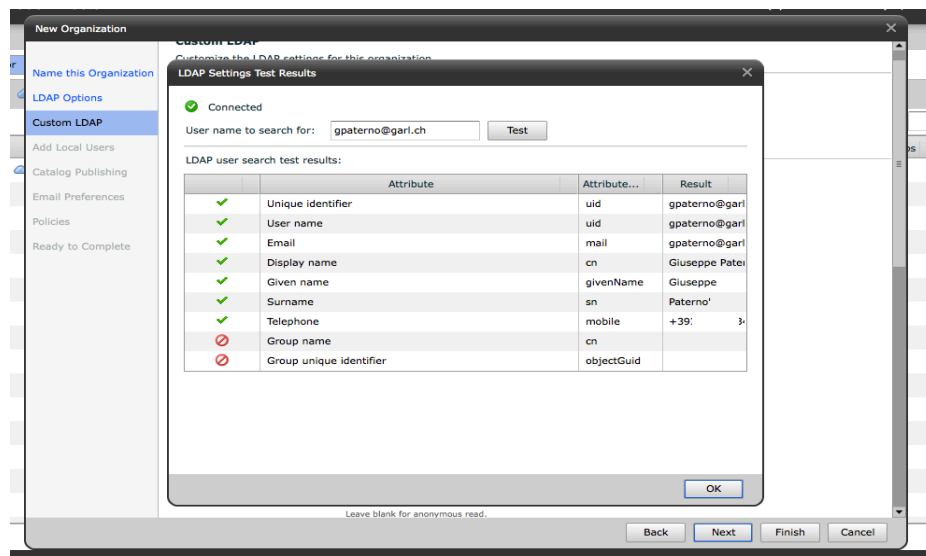 New Organization
Custom LDAP
Customize the LDAP settings for this organization
Name this Organization
LDAP Options
Custom LDAP
Add Local Users
Catalog Publishing
Email Preferences
Policies
Ready to Complete
LDAP Settings Test Results
Connected
User name to search for: gpaterno@garl.ch Test
LDAP user search test results:
Attribute Attribute... Result
Unique identifier uid gpaterno@garl
User name uid gpaterno@garl
Email mail gpaterno@garl
Display name cn Giuseppe
Given name givenName Giuseppe
Surname sn Paterno'
Telephone mobile +39
Group name cn
Group unique identifier objectGuid
OK
Leave blank for anonymous read.
Back Next Finish Cancel